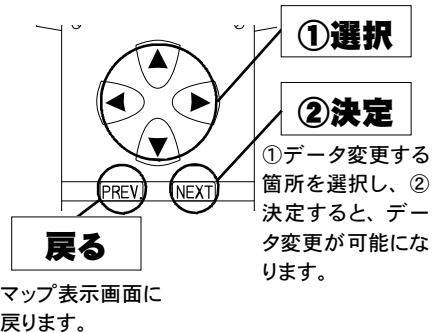 ①選択
②決定
①データ変更する
箇所を選択し、②
決定すると、デー
タ変更が可能にな
ります。
PREV
NEXT
戻る
マップ表示画面に
戻ります。